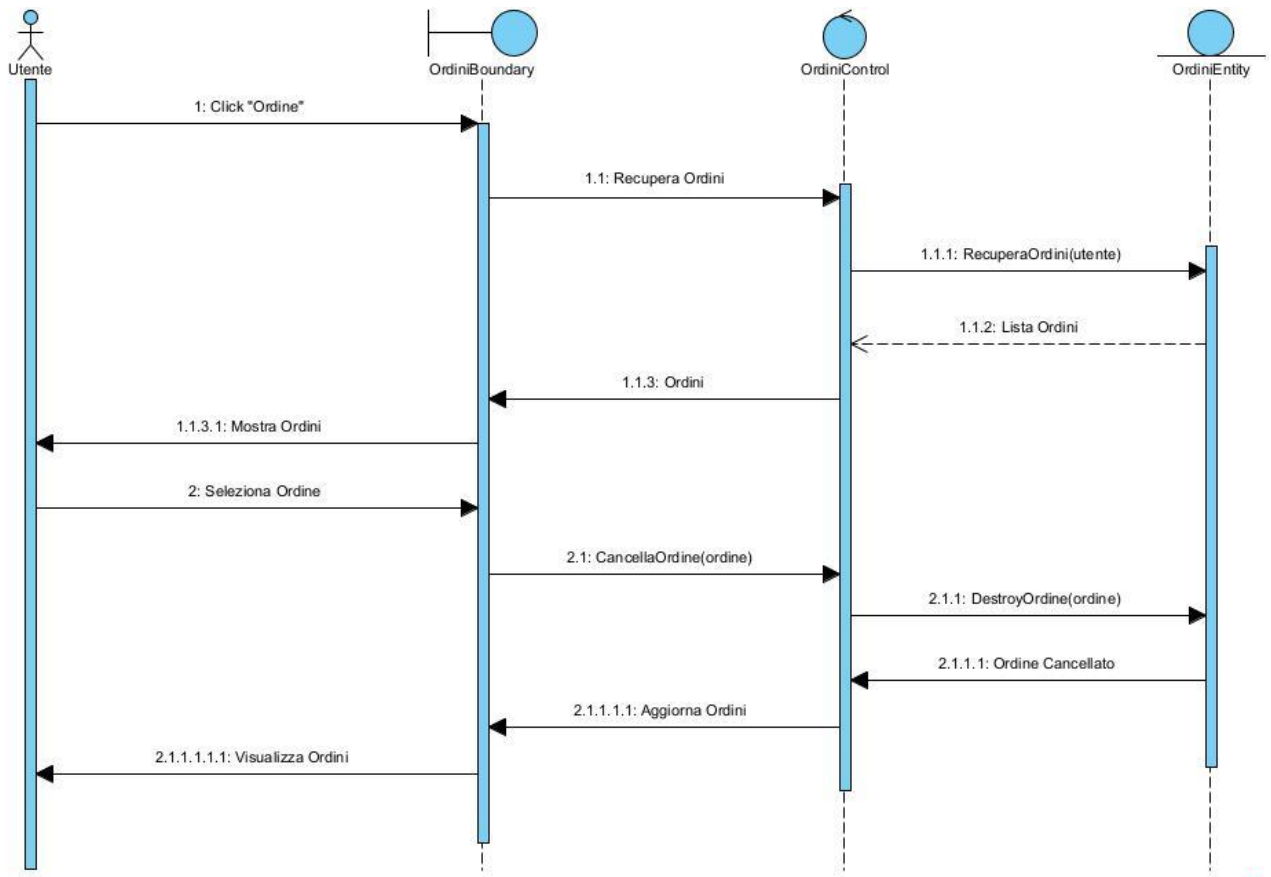 Utente
OrdiniBoundary
OrdiniControl
OrdiniEntity
1: Click "Ordine"
1.1: Recupera Ordini
1.1.1: RecuperaOrdini(utente)
1.1.2: Lista Ordini
1.1.3: Ordini
1.1.3.1: Mostra Ordini
2: Seleziona Ordine
2.1: CancellaOrdine(ordine)
2.1.1: DestroyOrdine(ordine)
2.1.1.1: Ordine Cancellato
2.1.1.1.1: Aggiorna Ordini
2.1.1.1.1.1: Visualizza Ordini